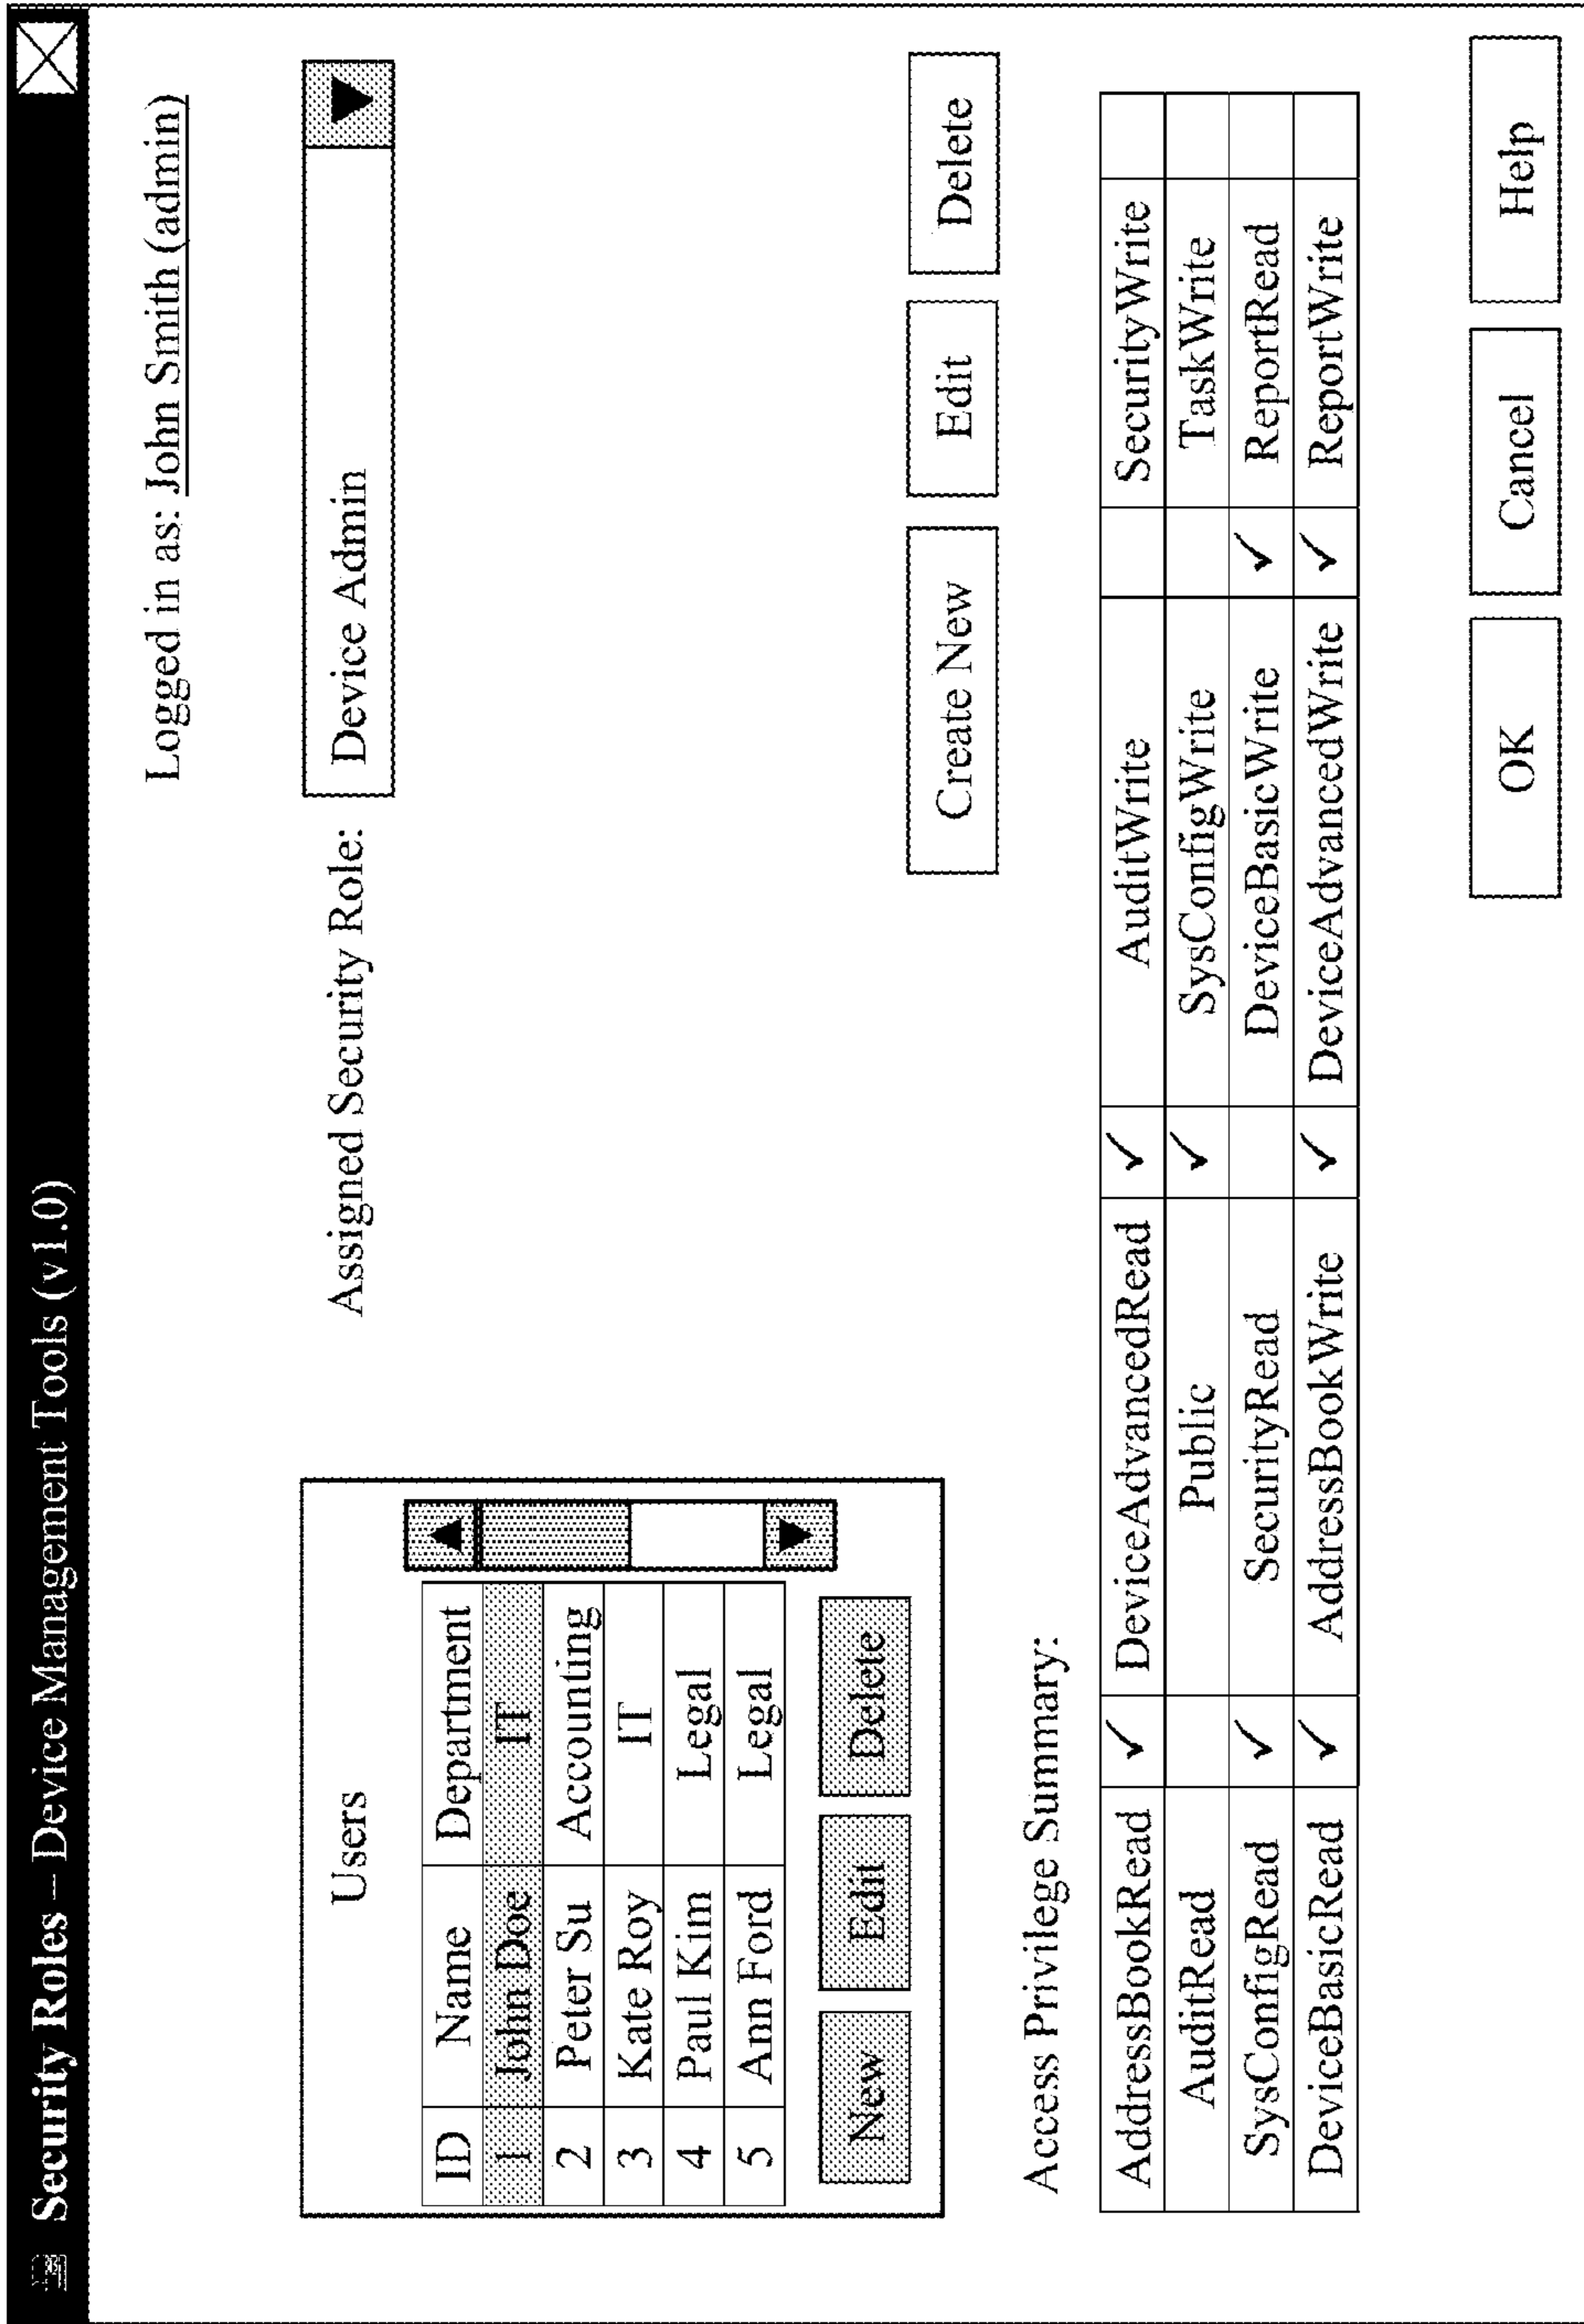 Security Roles – Device Management Tools (v1.0)
Logged in as: John Smith (admin)
Users
ID Name Department
1 John Doe IT
2 Peter Su Accounting
3 Kate Roy IT
4 Paul Kim Legal
5 Ann Ford Legal
New Edit Delete
Assigned Security Role: Device Admin
Create New Edit Delete
Access Privilege Summary:
AddressBookRead ✓ DeviceAdvancedRead ✓ AuditWrite SecurityWrite
AuditRead Public ✓ SysConfigWrite TaskWrite
SysConfigRead ✓ SecurityRead DeviceBasicWrite ✓ ReportRead
DeviceBasicRead ✓ AddressBookWrite ✓ DeviceAdvancedWrite ✓ ReportWrite
OK Cancel Help